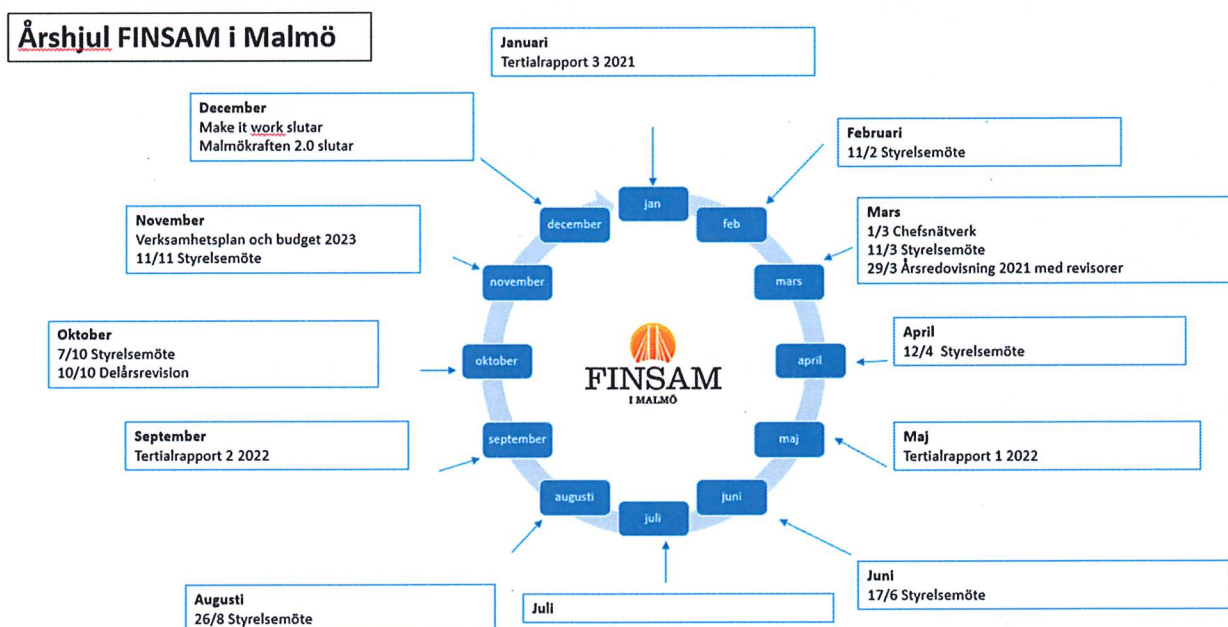 Årshjul FINSAM i Malmö
Januari
Tertialrapport 3 2021
December
Make it work slutar
Malmökraften 2.0 slutar
Februari
11/2 Styrelsemöte
November
Verksamhetsplan och budget 2023
11/11 Styrelsemöte
Mars
1/3 Chefsnätverk
11/3 Styrelsemöte
29/3 Årsredovisning 2021 med revisorer
Oktober
7/10 Styrelsemöte
10/10 Delårsrevision
April
12/4 Styrelsemöte
September
Tertialrapport 2 2022
Maj
Tertialrapport 1 2022
Augusti
26/8 Styrelsemöte
Juli
Juni
17/6 Styrelsemöte
jan
feb
mars
april
maj
juni
juli
augusti
september
oktober
november
december
FINSAM
I MALMÖ